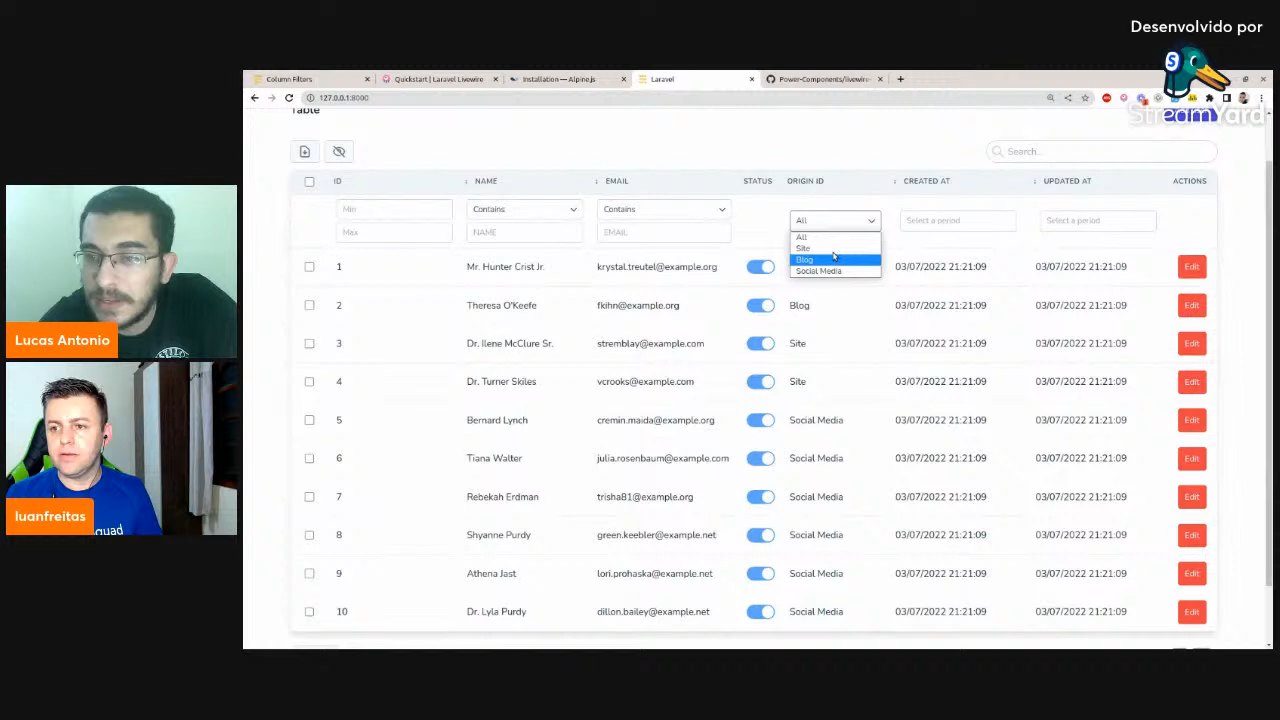 Desenvolvido por
S
StreamYard
Column Filters
Quickstart | Laravel Livewire
Installation — Alpine.js
Laravel
Power-Components/livewire-
127.0.0.1:8000
Table
Search...
ID NAME EMAIL STATUS ORIGIN ID CREATED AT UPDATED AT ACTIONS
Min Contains Contains All Select a period Select a period
Max NAME EMAIL
All
Site
Blog
Social Media
1 Mr. Hunter Crist Jr. krystal.treutel@example.org 03/07/2022 21:21:09 03/07/2022 21:21:09 Edit
2 Theresa O'Keefe fkihn@example.org Blog 03/07/2022 21:21:09 03/07/2022 21:21:09 Edit
3 Dr. Ilene McClure Sr. stremblay@example.com Site 03/07/2022 21:21:09 03/07/2022 21:21:09 Edit
4 Dr. Turner Skiles vcrooks@example.com Site 03/07/2022 21:21:09 03/07/2022 21:21:09 Edit
5 Bernard Lynch cremin.maida@example.org Social Media 03/07/2022 21:21:09 03/07/2022 21:21:09 Edit
6 Tiana Walter julia.rosenbaum@example.com Social Media 03/07/2022 21:21:09 03/07/2022 21:21:09 Edit
7 Rebekah Erdman trisha81@example.org Social Media 03/07/2022 21:21:09 03/07/2022 21:21:09 Edit
8 Shyanne Purdy green.keebler@example.net Social Media 03/07/2022 21:21:09 03/07/2022 21:21:09 Edit
9 Athena Jast lori.prohaska@example.net Social Media 03/07/2022 21:21:09 03/07/2022 21:21:09 Edit
10 Dr. Lyla Purdy dillon.bailey@example.net Social Media 03/07/2022 21:21:09 03/07/2022 21:21:09 Edit
Lucas Antonio
luanfreitas
quad